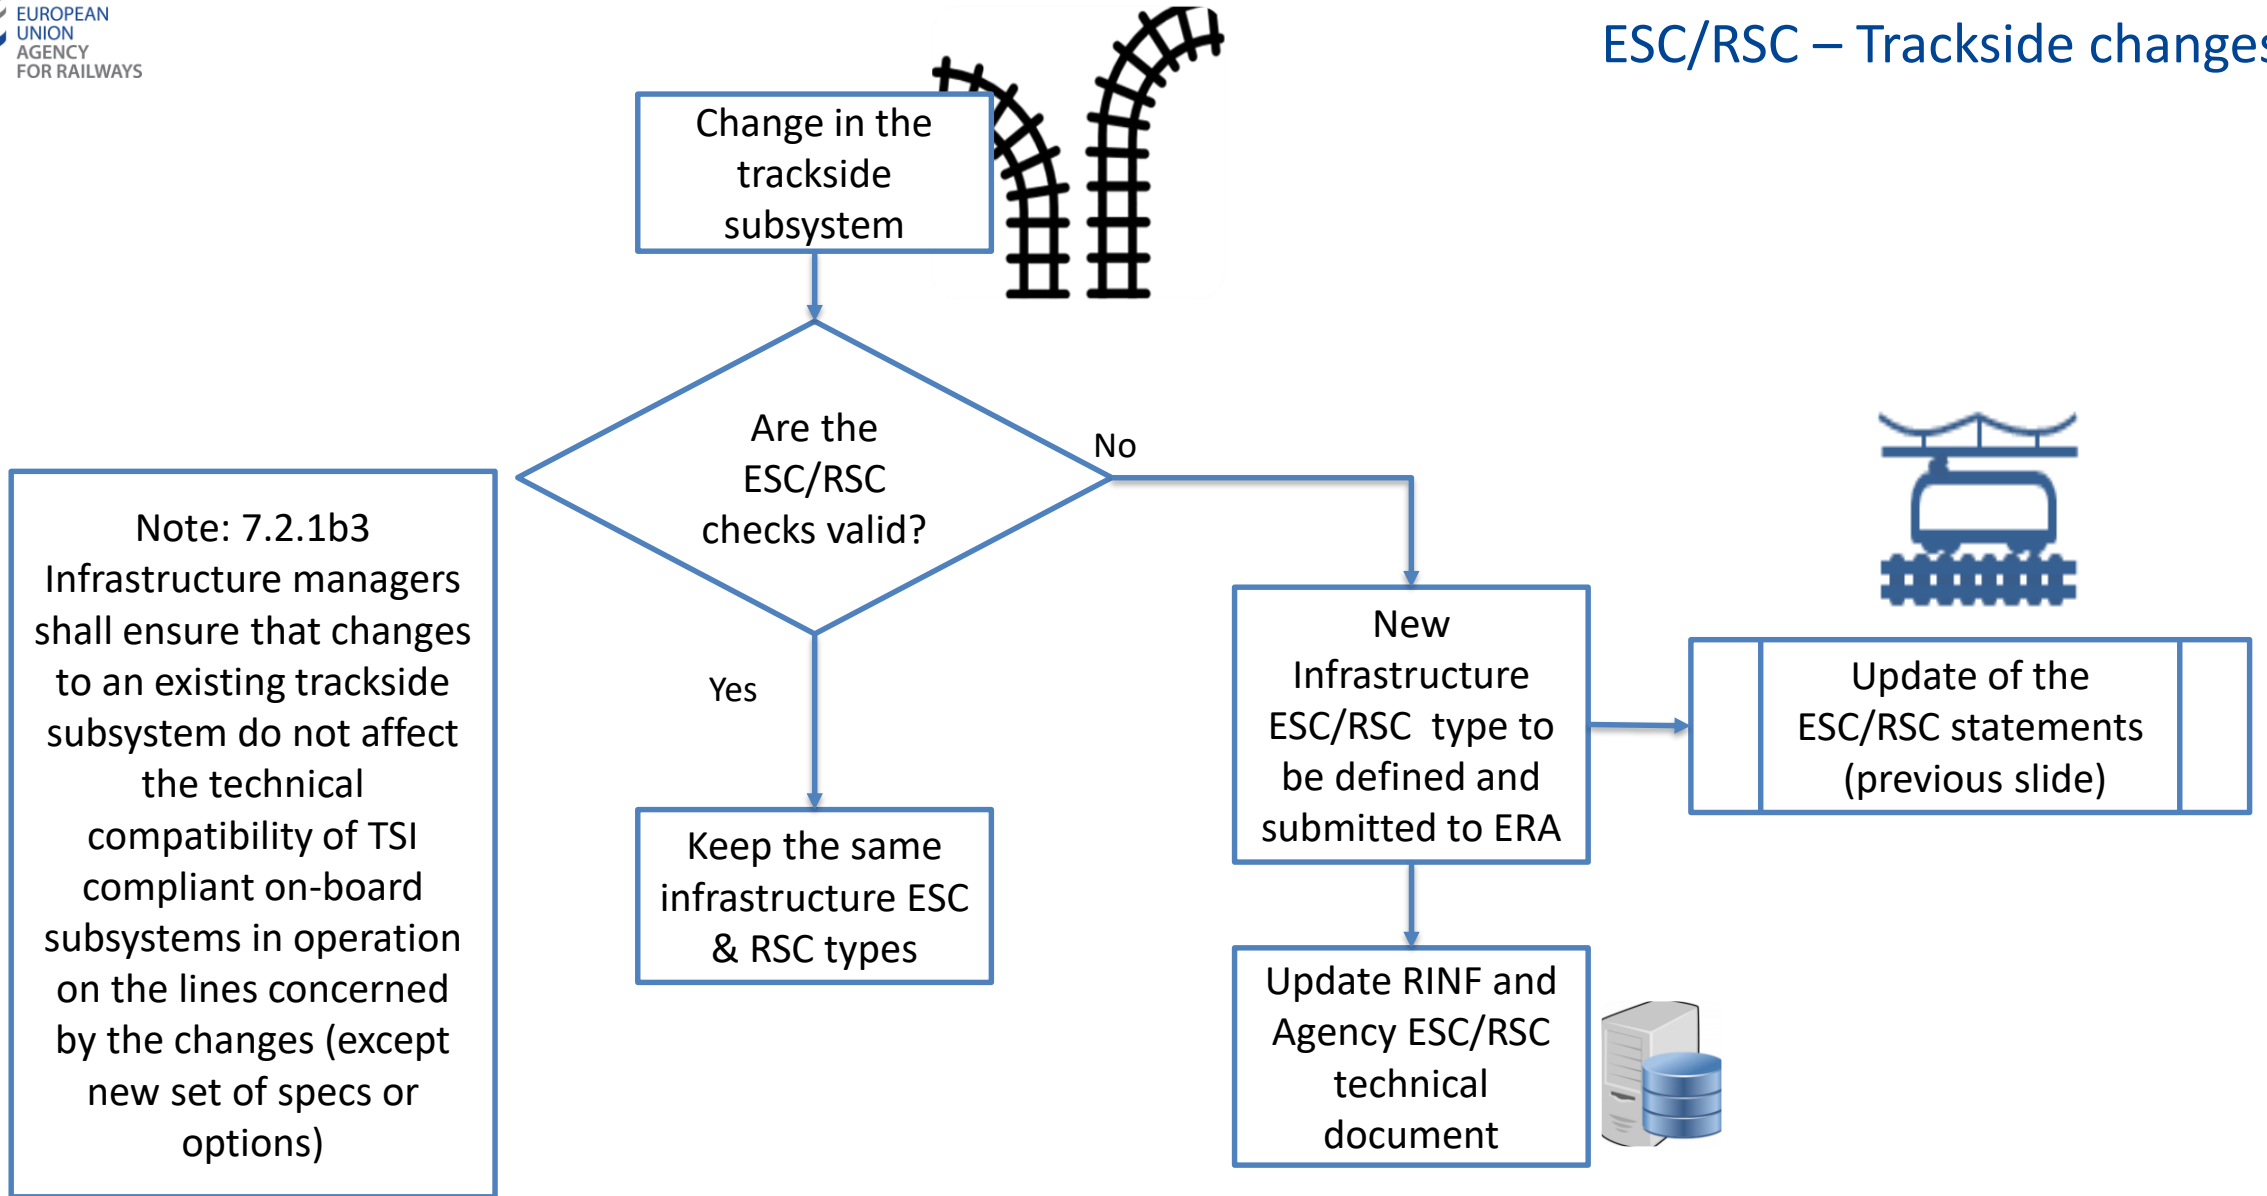 EUROPEAN
UNION
AGENCY
FOR RAILWAYS
ESC/RSC – Trackside changes
Change in the
trackside
subsystem
Are the
ESC/RSC
checks valid?
No
Yes
Note: 7.2.1b3
Infrastructure managers
shall ensure that changes
to an existing trackside
subsystem do not affect
the technical
compatibility of TSI
compliant on-board
subsystems in operation
on the lines concerned
by the changes (except
new set of specs or
options)
Keep the same
infrastructure ESC
& RSC types
New
Infrastructure
ESC/RSC  type to
be defined and
submitted to ERA
Update of the
ESC/RSC statements
(previous slide)
Update RINF and
Agency ESC/RSC
technical
document